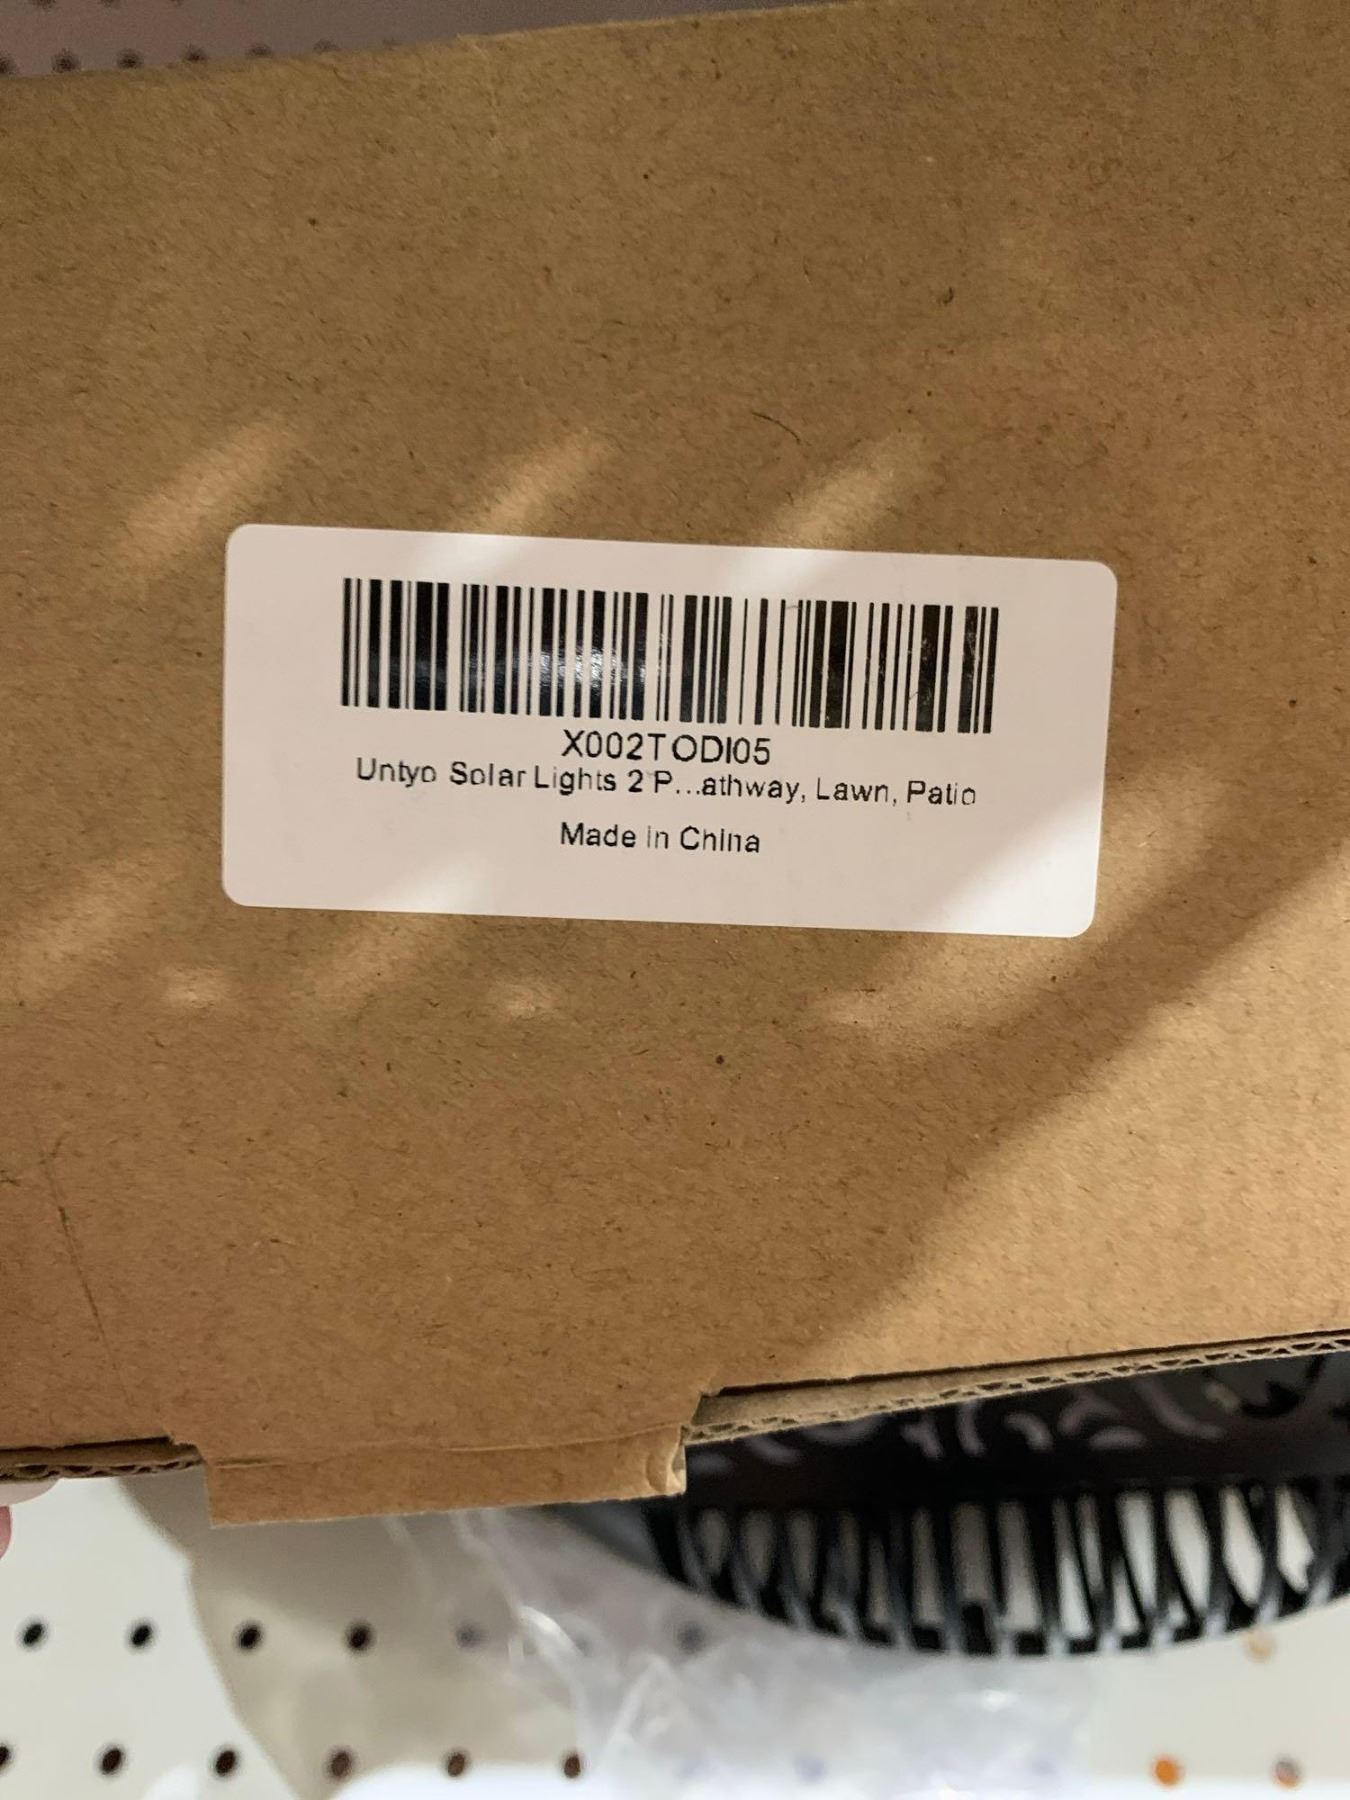 X002TODI05
Untyo Solar Lights 2 P...athway, Lawn, Patio
Made in China